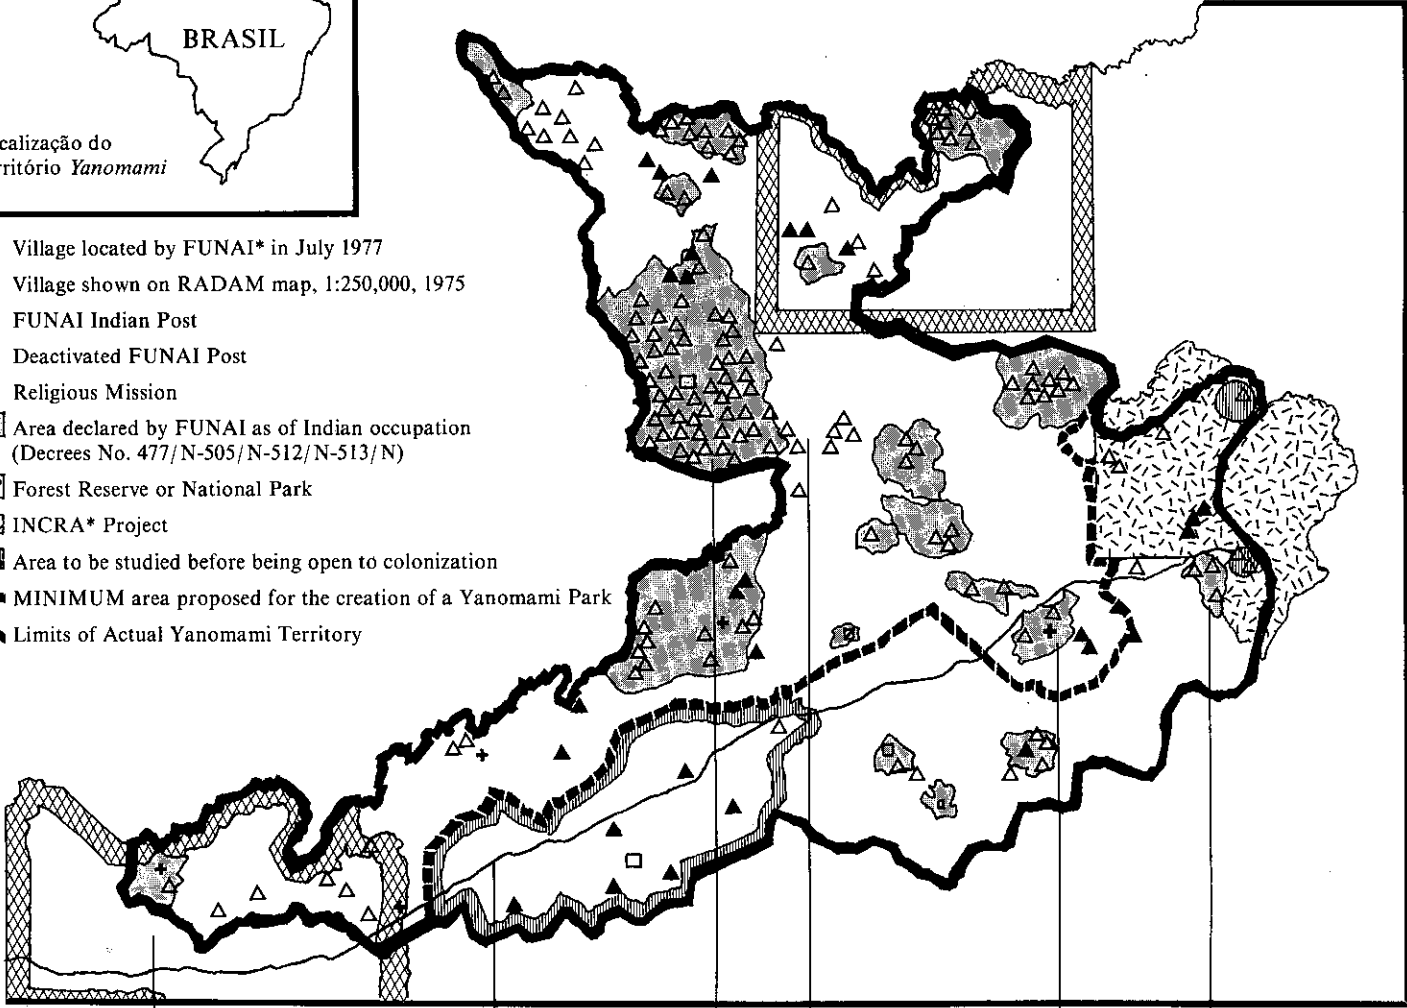 BRASIL
calização do
rritório Yanomami
Village located by FUNAI* in July 1977
Village shown on RADAM map, 1:250,000, 1975
FUNAI Indian Post
Deactivated FUNAI Post
Religious Mission
Area declared by FUNAI as of Indian occupation
(Decrees No. 477/N-505/N-512/N-513/N)
Forest Reserve or National Park
INCRA* Project
Area to be studied before being open to colonization
MINIMUM area proposed for the creation of a Yanomami Park
Limits of Actual Yanomami Territory